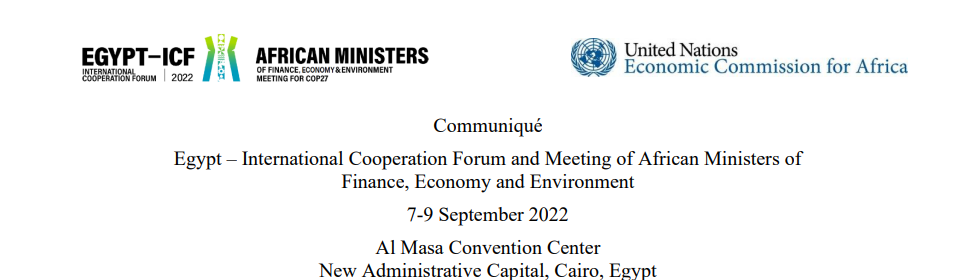 EGYPT–ICF
INTERNATIONAL
COOPERATION FORUM | 2022
AFRICAN MINISTERS
OF FINANCE, ECONOMY & ENVIRONMENT
MEETING FOR COP27
United Nations
Economic Commission for Africa
Communiqué
Egypt – International Cooperation Forum and Meeting of African Ministers of
Finance, Economy and Environment
7-9 September 2022
Al Masa Convention Center
New Administrative Capital, Cairo, Egypt